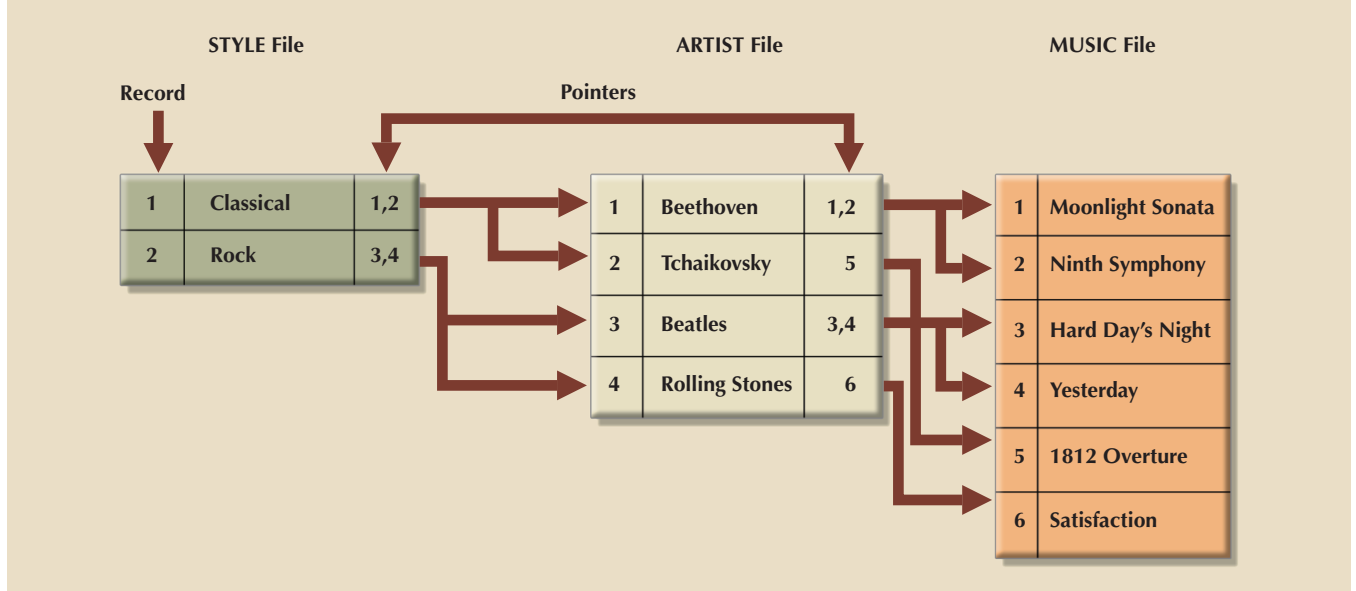 STYLE File
ARTIST File
MUSIC File
Record
Pointers
1 Classical 1,2
2 Rock 3,4
1 Beethoven 1,2
2 Tchaikovsky 5
3 Beatles 3,4
4 Rolling Stones 6
1 Moonlight Sonata
2 Ninth Symphony
3 Hard Day’s Night
4 Yesterday
5 1812 Overture
6 Satisfaction